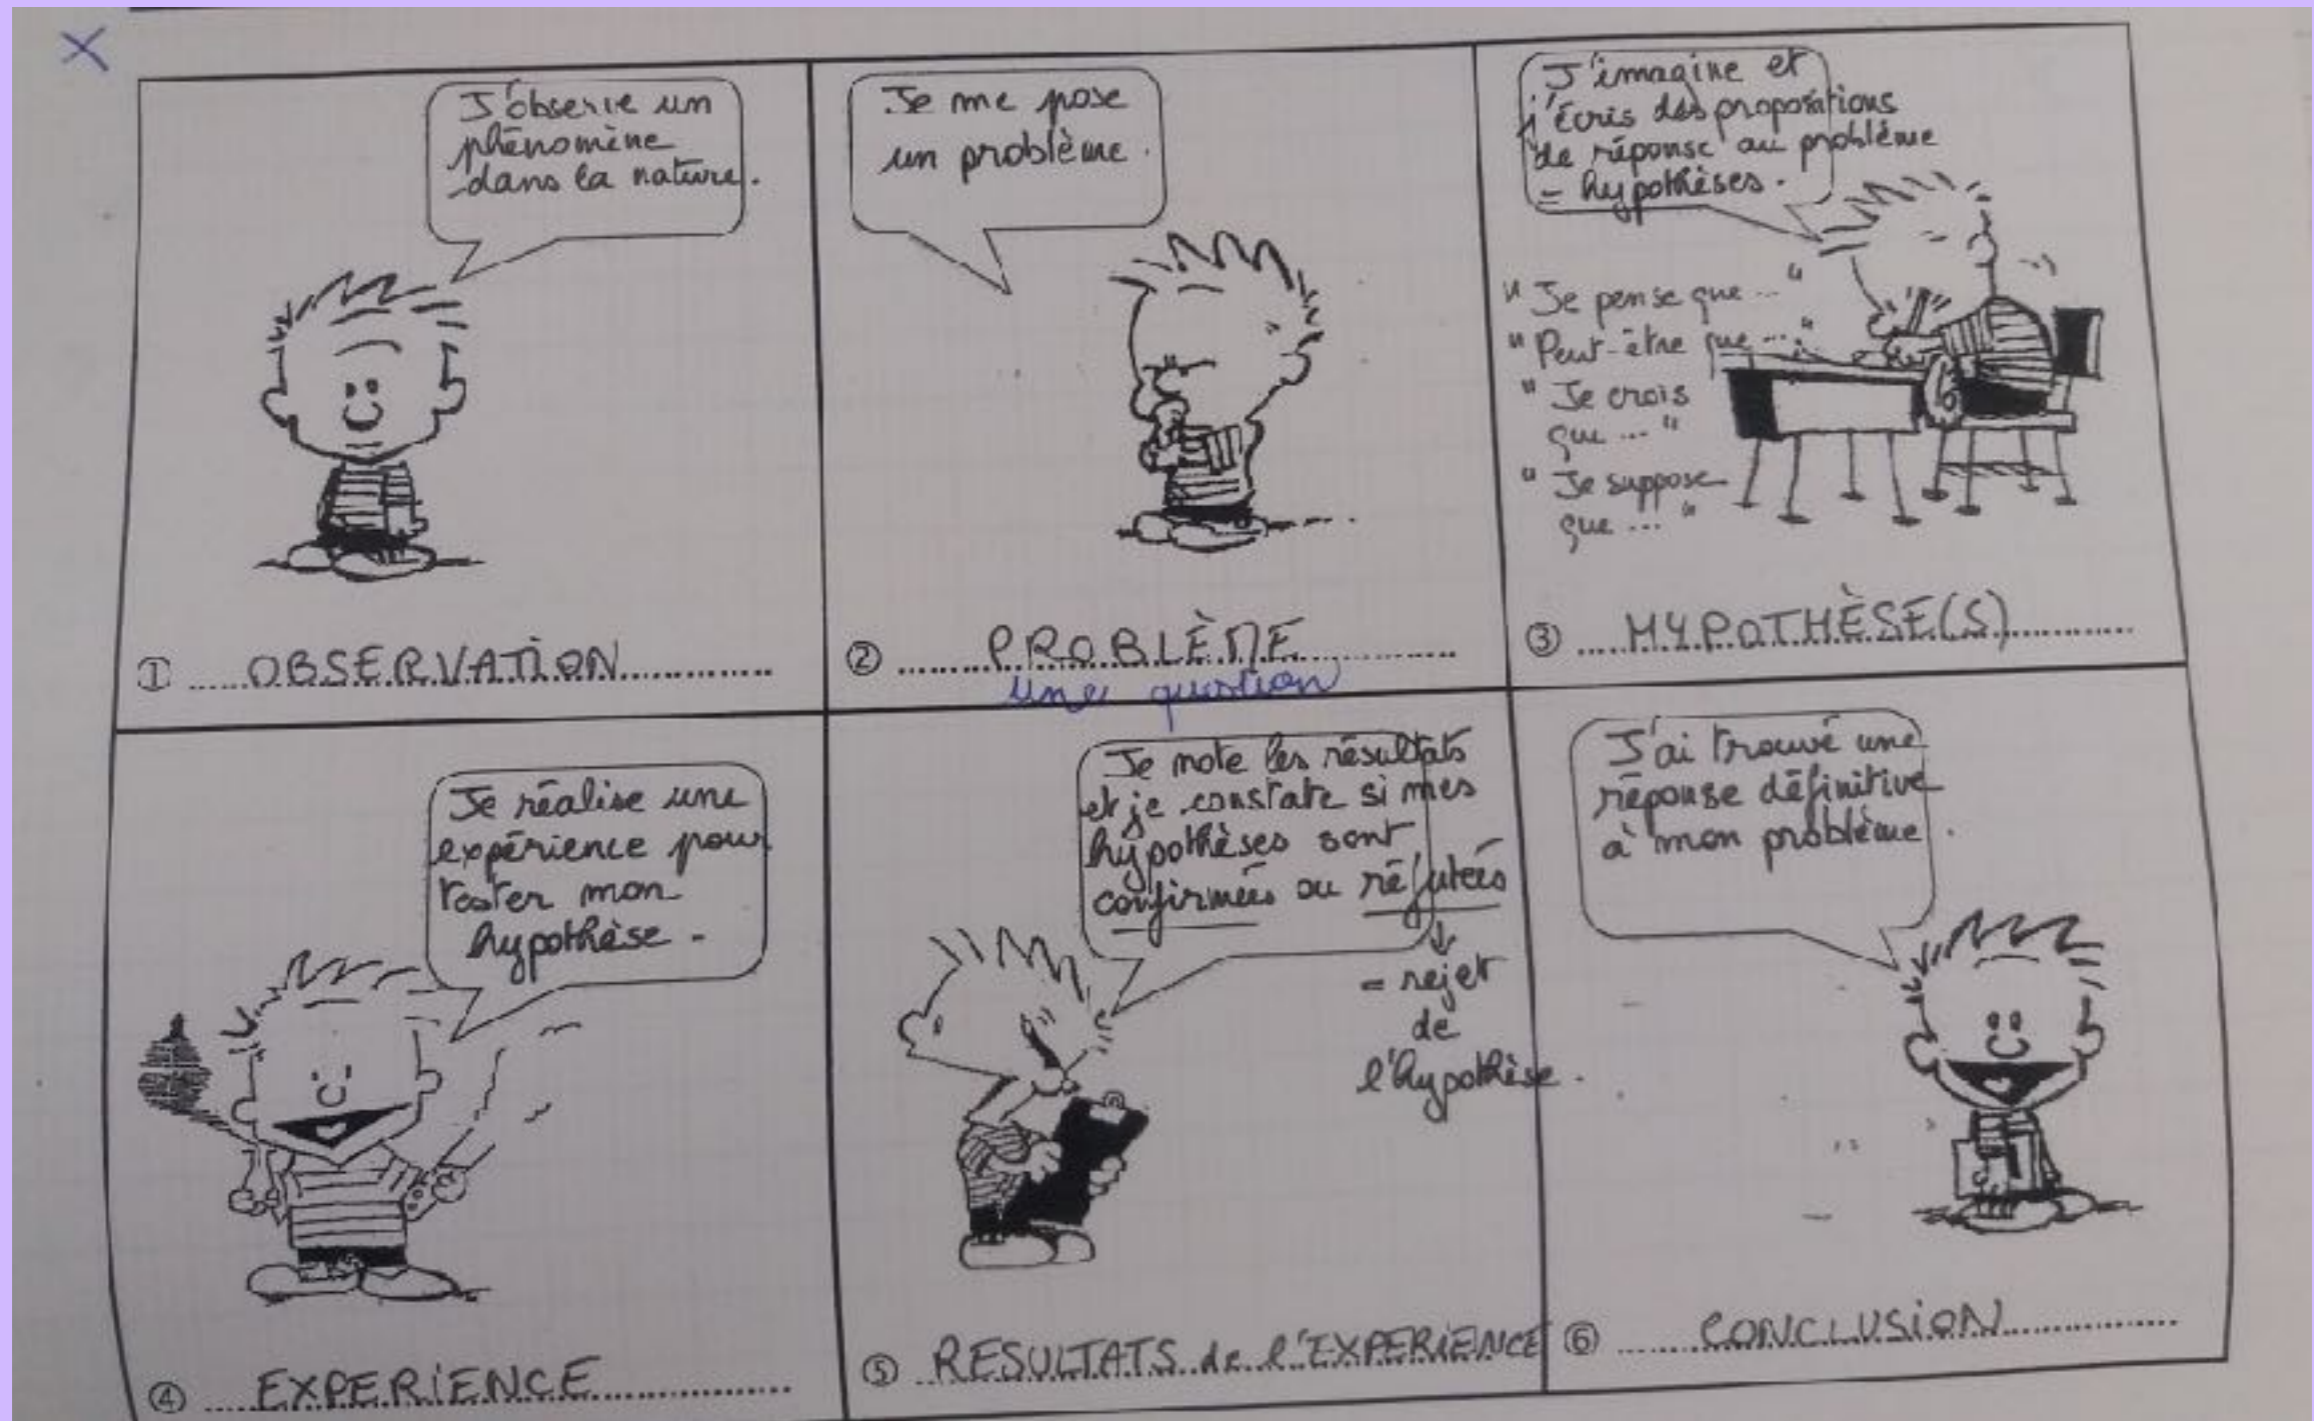 X
J'observe un
phénomène
dans la nature.
① OBSERVATION
Je me pose
un problème.
② PROBLÈME
une question
J'imagine et
j'écris des propositions
de réponse au problème
= hypothèses.
"Je pense que ..."
"Peut-être que ..."
"Je crois
que ..."
"Je suppose
que ..."
③ HYPOTHÈSE(S)
Je réalise une
expérience pour
tester mon
hypothèse.
④ EXPERIENCE
Je note les résultats
et je constate si mes
hypothèses sont
confirmées ou réfutées
↓
= rejet
de
l'hypothèse.
⑤ RESULTATS de l'EXPERIENCE
J'ai trouvé une
réponse définitive
à mon problème.
⑥ CONCLUSION